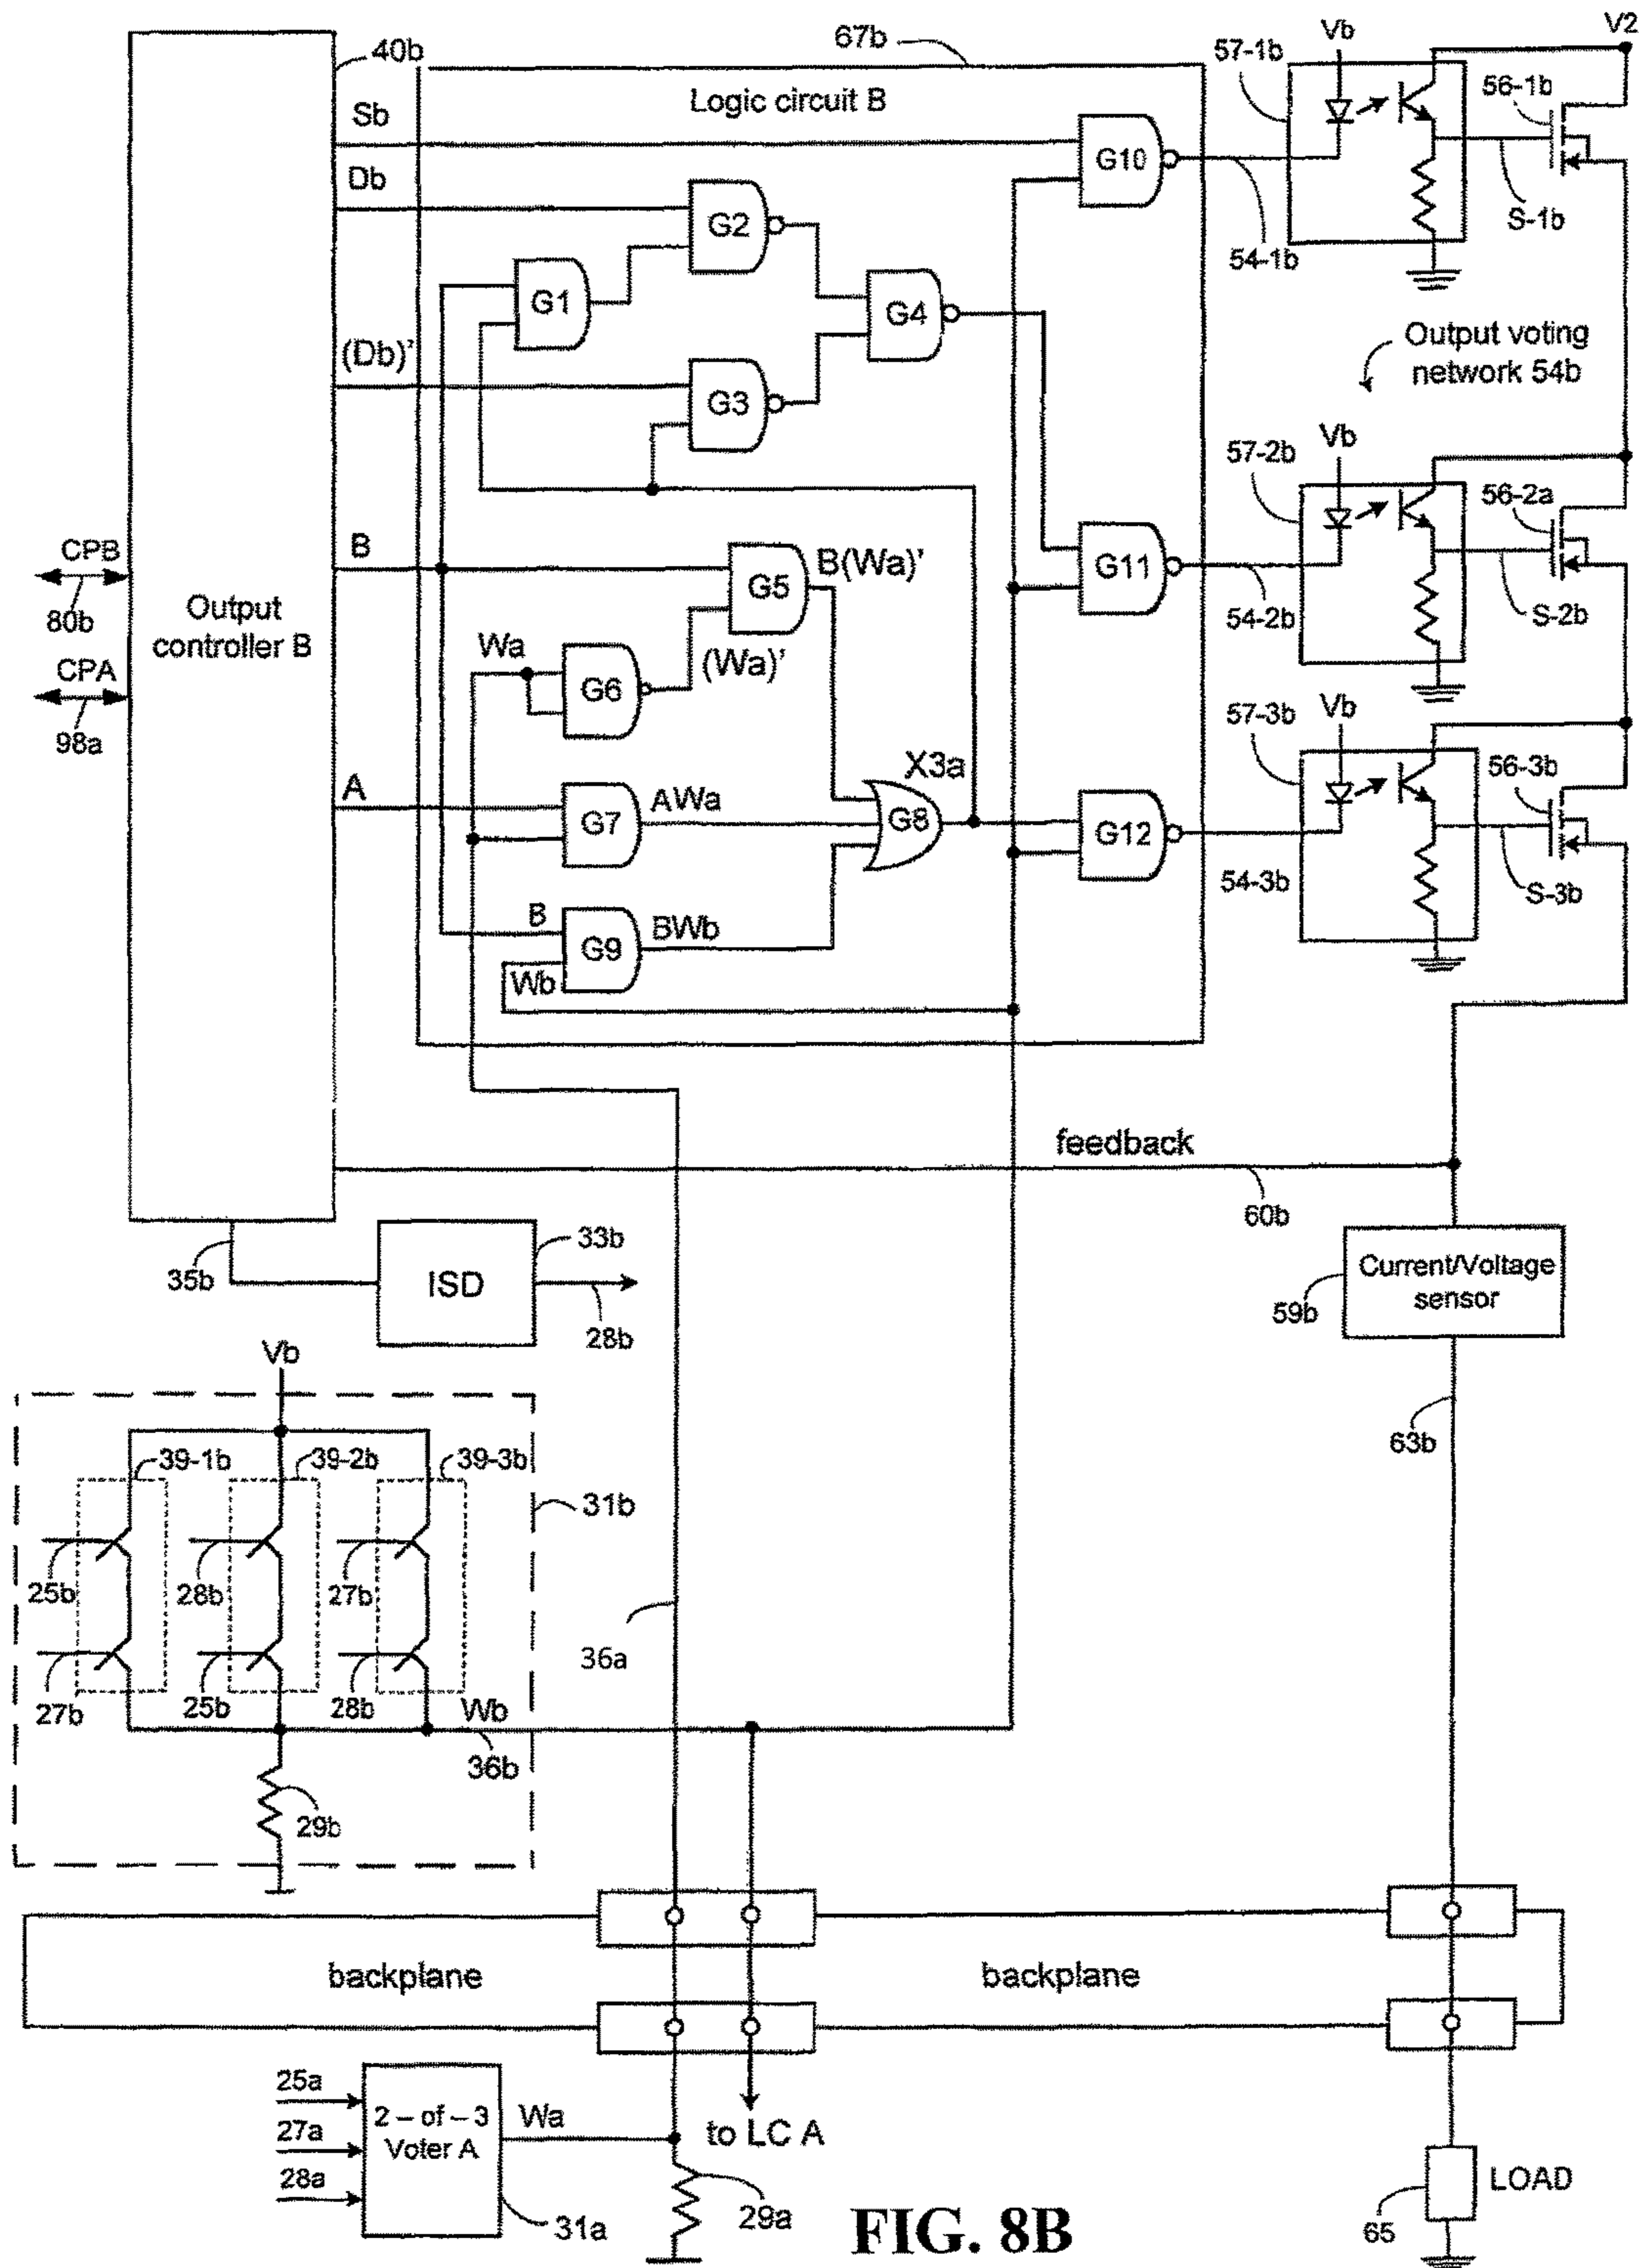 V2
67b
Vb
57-1b
40b
56-1b
Logic circuit B
Sb
G10
Db
G2
S-1b
54-1b
G1
G4
(Db)'
Output voting
network 54b
G3
Vb
57-2b
56-2a
B
G5
B(Wa)'
G11
CPB
80b
Output
controller B
54-2b
S-2b
Wa
(Wa)'
CPA
G6
57-3b
Vb
98a
X3a
56-3b
A
AWa
G7
G8
G12
54-3b
S-3b
B
BWb
G9
Wb
feedback
60b
33b
35b
ISD
Current/Voltage
sensor
59b
28b
Vb
63b
39-1b
39-2b
39-3b
31b
25b
28b
27b
36a
27b
25b
28b
Wb
36b
29b
backplane
backplane
25a
2 – of – 3
Voter A
Wa
to LC A
27a
28a
LOAD
31a
29a
65
FIG. 8B